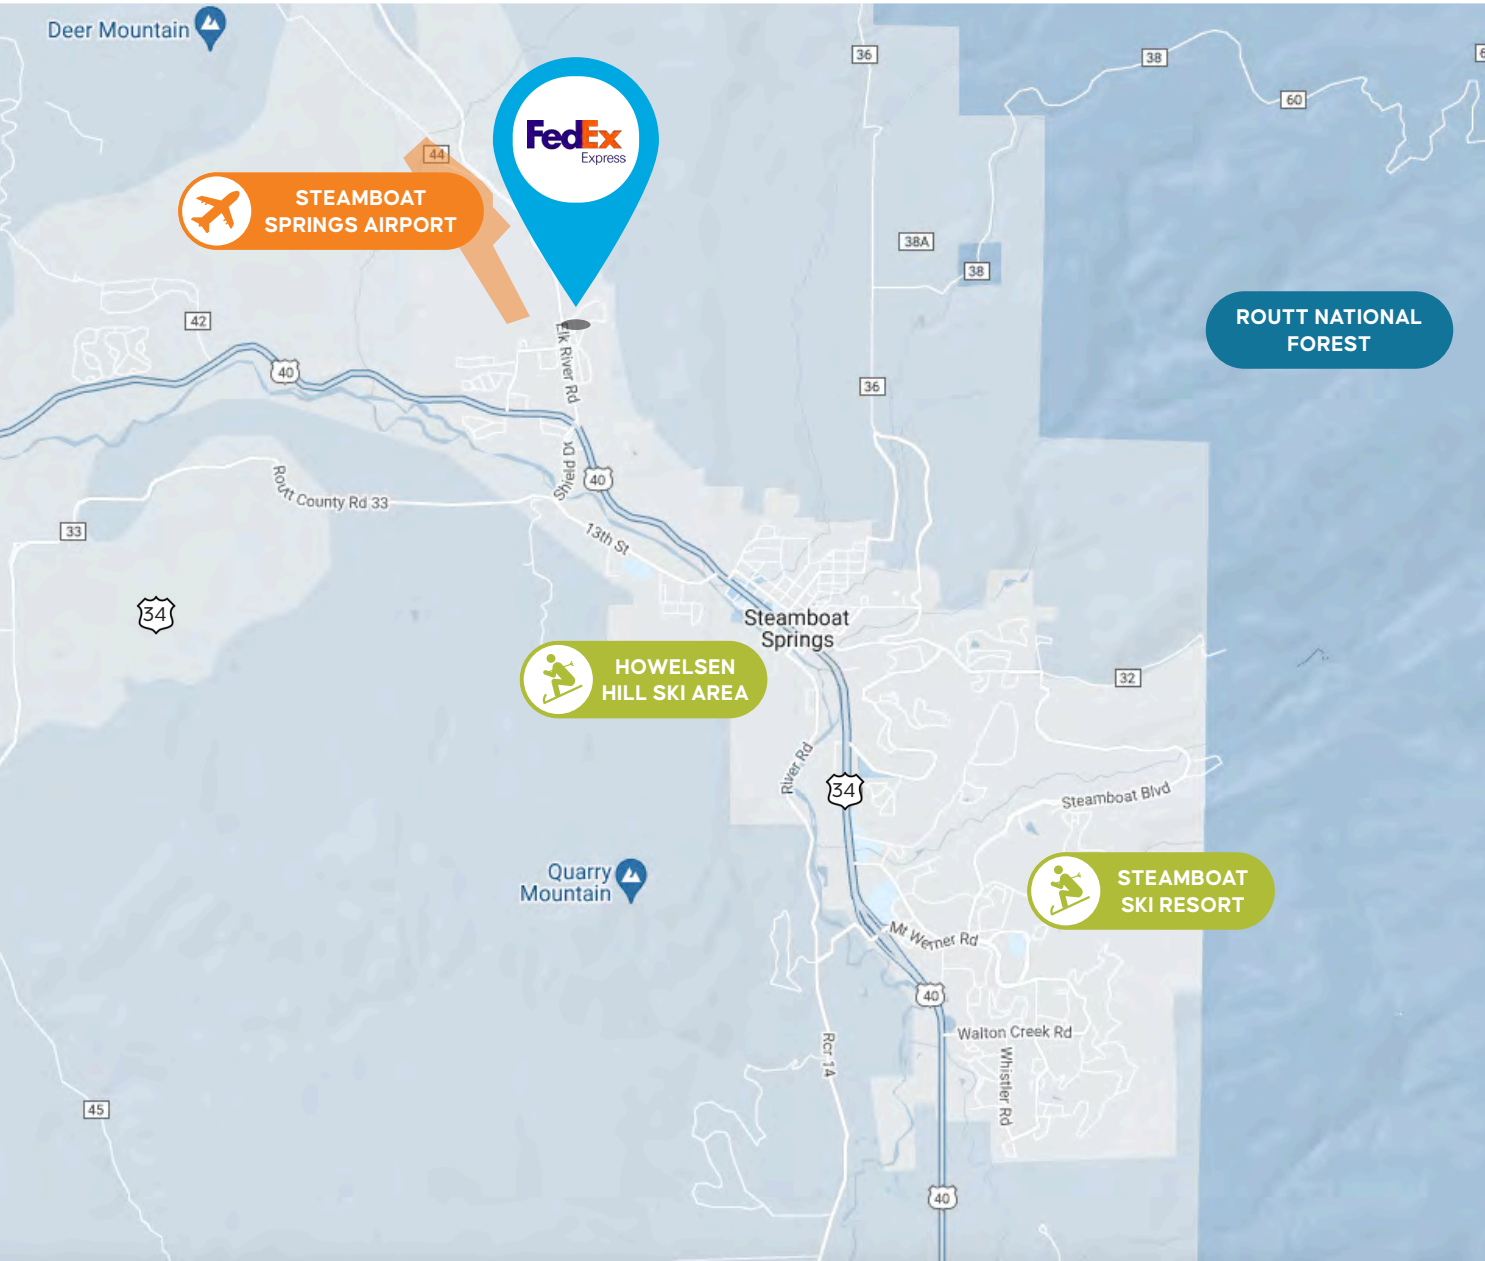 Deer Mountain
36
38
60
FedEx
Express
44
STEAMBOAT
SPRINGS AIRPORT
38A
38
42
ROUTT NATIONAL
FOREST
Elk River Rd
40
36
40
Routt County Rd 33
33
13th St
34
Steamboat
Springs
HOWELSEN
HILL SKI AREA
32
River Rd
34
Steamboat Blvd
Quarry
Mountain
STEAMBOAT
SKI RESORT
Mt Werner Rd
40
Walton Creek Rd
Rcr 14
Whistler Rd
45
40